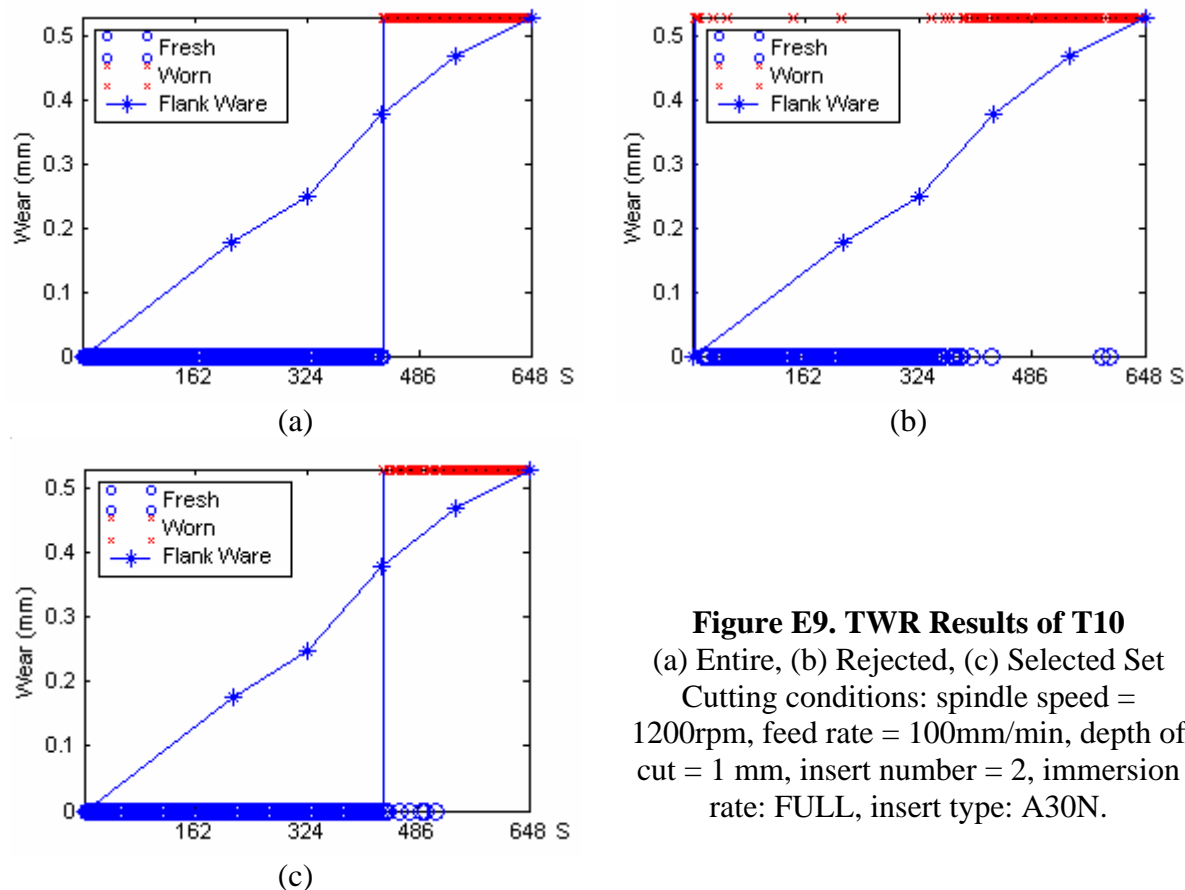 0.5
0.4
0.3
0.2
0.1
0
Wear (mm)
Fresh
Worn
Flank Ware
162 324 486 648 S
(a)
0.5
0.4
0.3
0.2
0.1
0
Wear (mm)
Fresh
Worn
Flank Ware
162 324 486 648 S
(b)
0.5
0.4
0.3
0.2
0.1
0
Wear (mm)
Fresh
Worn
Flank Ware
162 324 486 648 S
(c)
Figure E9. TWR Results of T10
(a) Entire, (b) Rejected, (c) Selected Set
Cutting conditions: spindle speed =
1200rpm, feed rate = 100mm/min, depth of
cut = 1 mm, insert number = 2, immersion
rate: FULL, insert type: A30N.